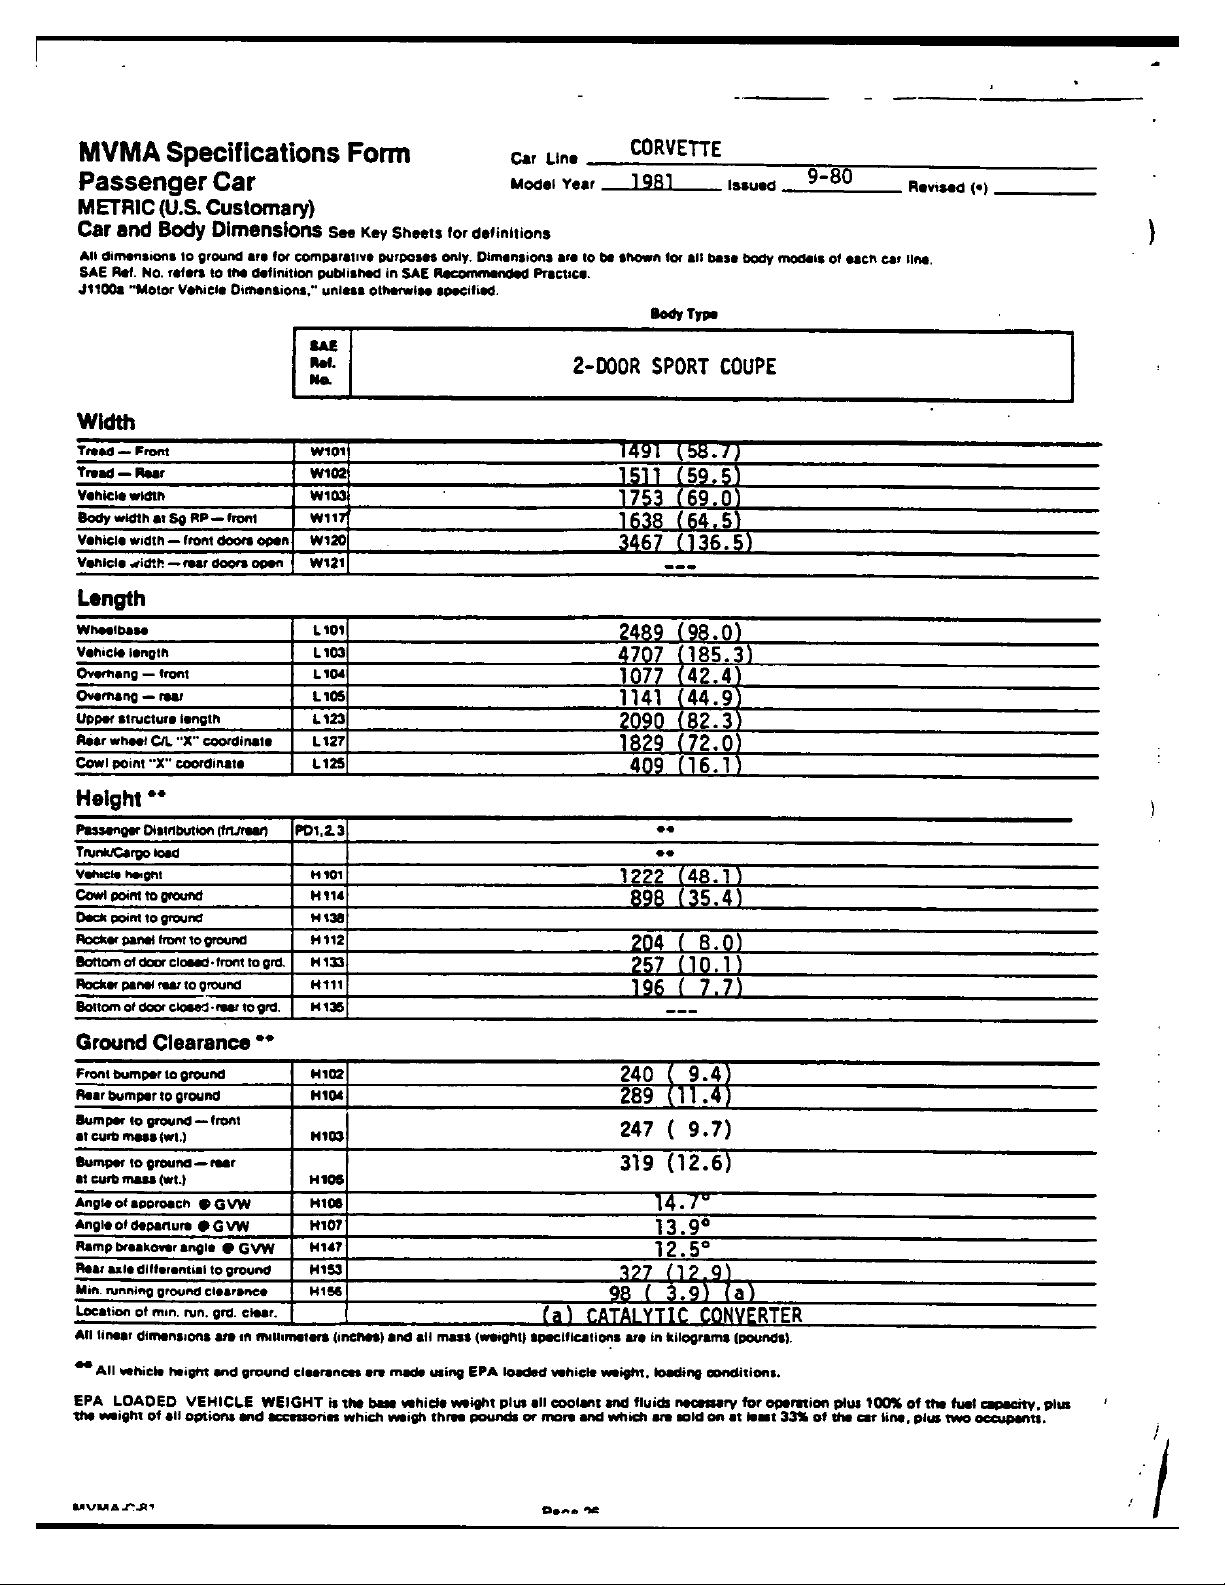 MVMA Specifications Form
Passenger Car
METRIC (U.S. Customary)
Car and Body Dimensions See Key Sheets for definitions
Car Line CORVETTE
Model Year 1981 Issued 9-80 Revised (•)
All dimensions to ground are for comparative purposes only. Dimensions are to be shown for all base body models of each car line.
SAE Ref. No. refers to the definition published in SAE Recommended Practice.
J1100a "Motor Vehicle Dimensions," unless otherwise specified.
Body Type
SAE
Ref.
No.
2-DOOR SPORT COUPE
Width
Tread — Front W101 1491 (58.7)
Tread — Rear W102 1511 (59.5)
Vehicle width W103 1753 (69.0)
Body width at Sg RP — front W117 1638 (64.5)
Vehicle width — front doors open W120 3467 (136.5)
Vehicle width — rear doors open W121 ---
Length
Wheelbase L101 2489 (98.0)
Vehicle length L103 4707 (185.3)
Overhang — front L104 1077 (42.4)
Overhang — rear L105 1141 (44.9)
Upper structure length L123 2090 (82.3)
Rear wheel C/L "X" coordinate L127 1829 (72.0)
Cowl point "X" coordinate L125 409 (16.1)
Height **
Passenger Distribution (frt./rear) PD1,2,3 **
Trunk/Cargo load **
Vehicle height H101 1222 (48.1)
Cowl point to ground H114 898 (35.4)
Deck point to ground H138
Rocker panel front to ground H112 204 ( 8.0)
Bottom of door closed-front to grd. H133 257 (10.1)
Rocker panel rear to ground H111 196 ( 7.7)
Bottom of door closed-rear to grd. H135 ---
Ground Clearance **
Front bumper to ground H102 240 ( 9.4)
Rear bumper to ground H104 289 (11.4)
Bumper to ground — front
at curb mass (wt.) H103 247 ( 9.7)
Bumper to ground — rear
at curb mass (wt.) H105 319 (12.6)
Angle of approach @ GVW H106 14.7°
Angle of departure @ GVW H107 13.9°
Ramp breakover angle @ GVW H147 12.5°
Rear axle differential to ground H153 327 (12.9)
Min. running ground clearance H156 98 ( 3.9) (a)
Location of min. run. grd. clear. (a) CATALYTIC CONVERTER
All linear dimensions are in millimeters (inches) and all mass (weight) specifications are in kilograms (pounds).
** All vehicle height and ground clearances are made using EPA loaded vehicle weight, loading conditions.
EPA LOADED VEHICLE WEIGHT is the base vehicle weight plus all coolant and fluids necessary for operation plus 100% of the fuel capacity, plus
the weight of all options and accessories which weigh three pounds or more and which are sold on at least 33% of the car line, plus two occupants.